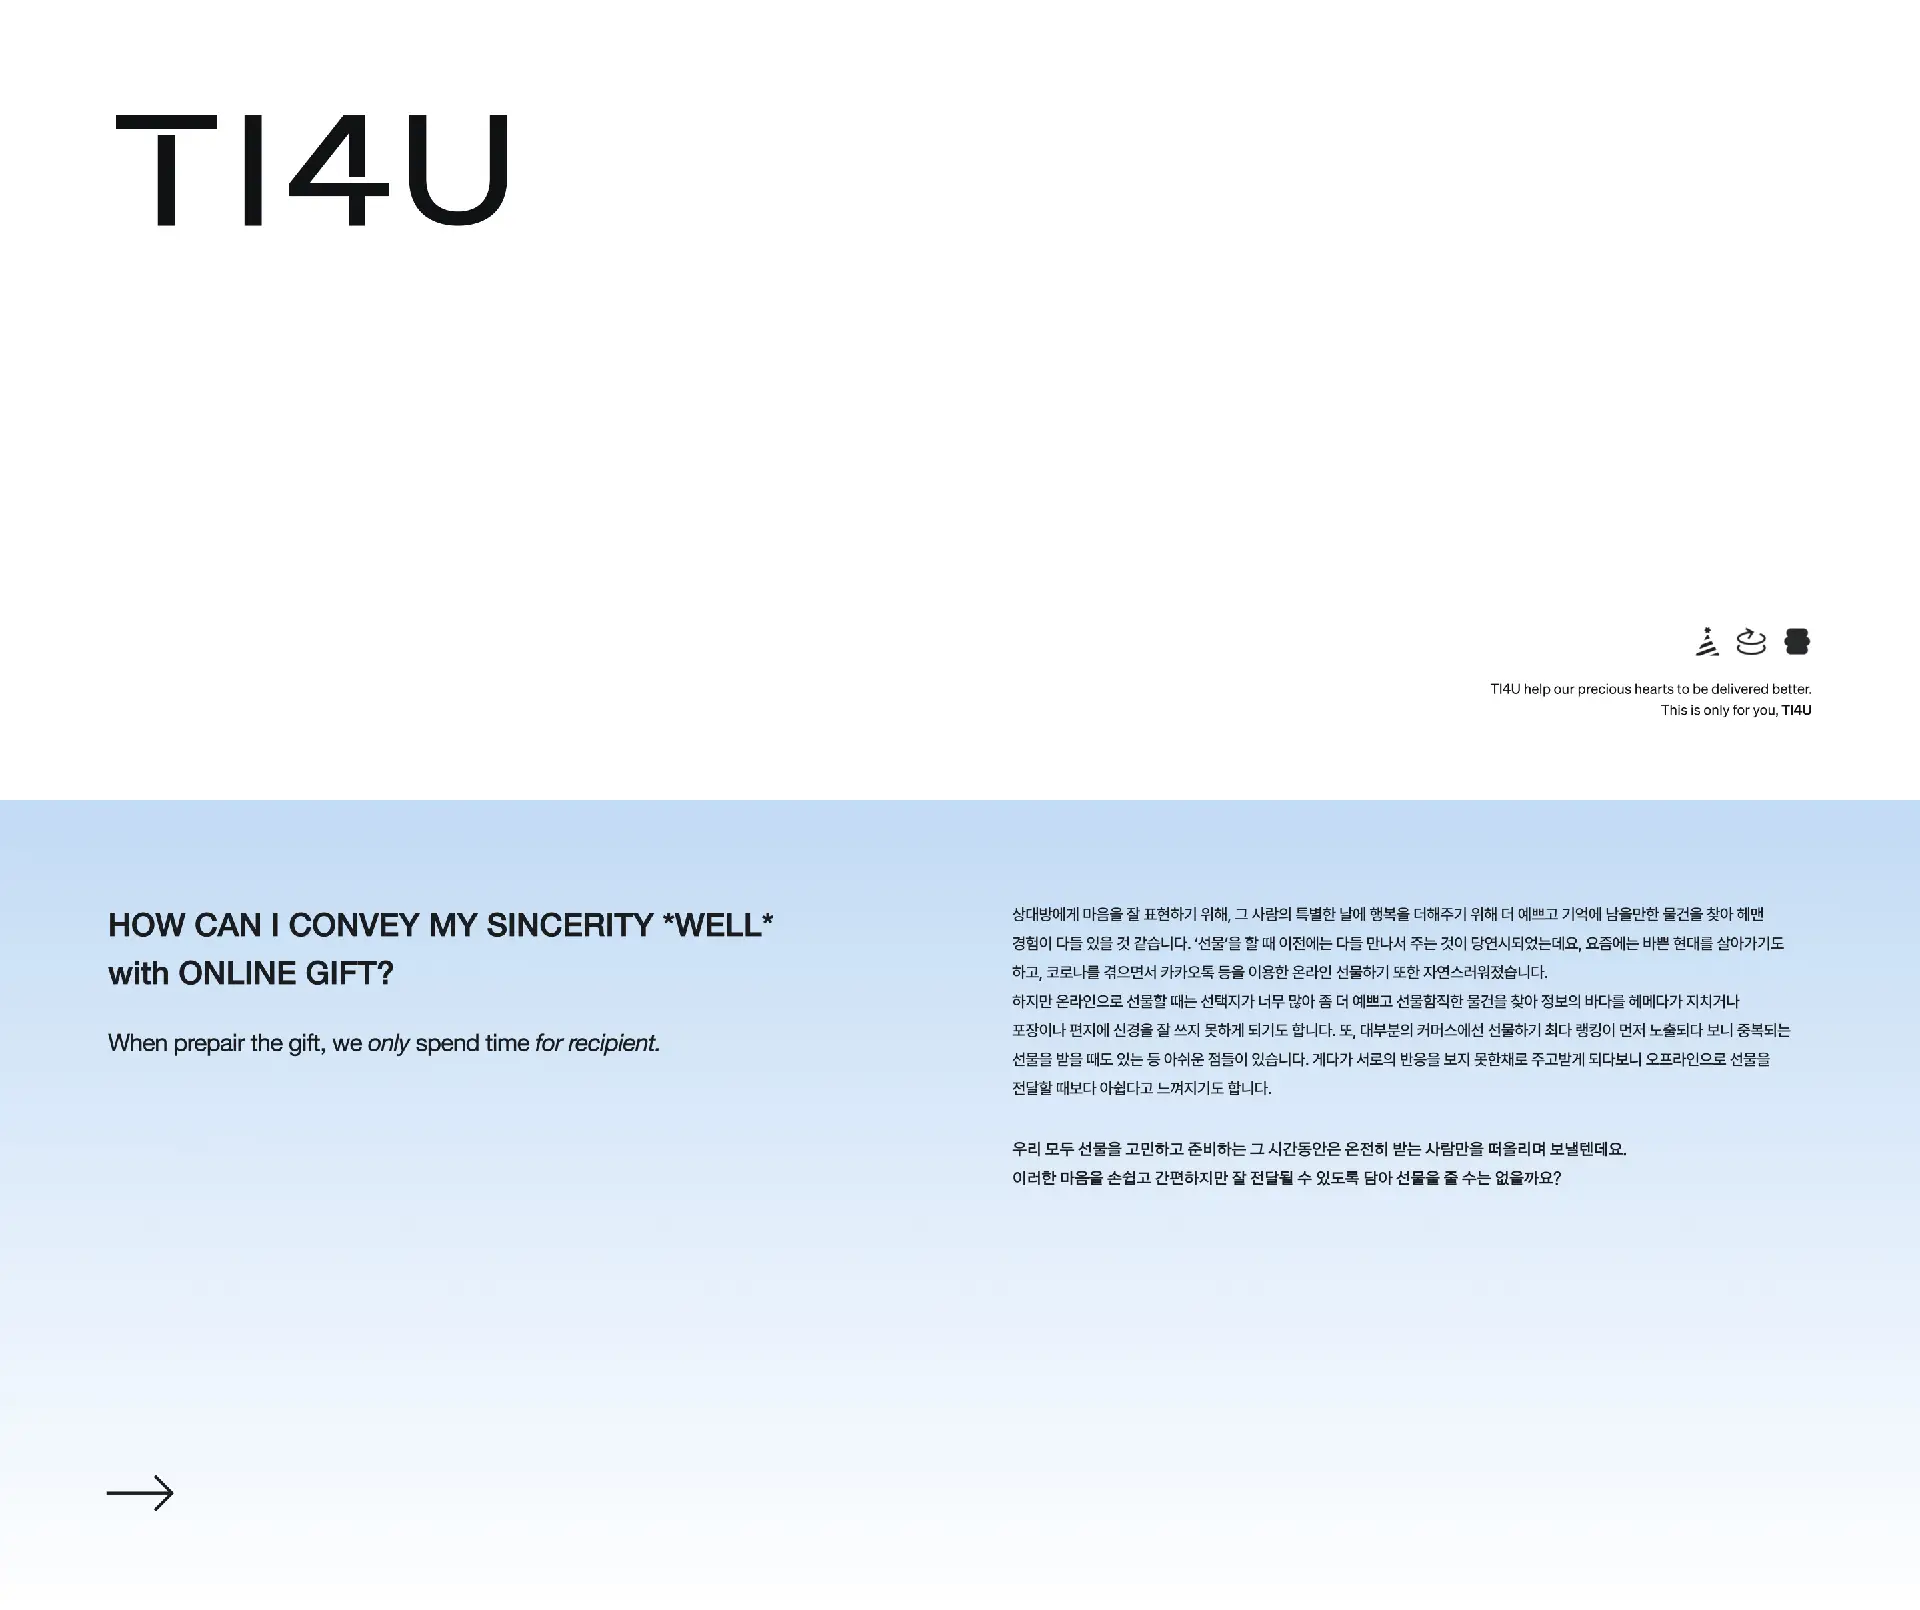 TI4U
TI4U help our precious hearts to be delivered better.
This is only for you, TI4U
HOW CAN I CONVEY MY SINCERITY *WELL*
with ONLINE GIFT?
When prepair the gift, we only spend time for recipient.
상대방에게 마음을 잘 표현하기 위해, 그 사람의 특별한 날에 행복을 더해주기 위해 더 예쁘고 기억에 남을만한 물건을 찾아 헤맨
경험이 다들 있을 것 같습니다. ‘선물’을 할 때 이전에는 다들 만나서 주는 것이 당연시되었는데요, 요즘에는 바쁜 현대를 살아가기도
하고, 코로나를 겪으면서 카카오톡 등을 이용한 온라인 선물하기 또한 자연스러워졌습니다.
하지만 온라인으로 선물할 때는 선택지가 너무 많아 좀 더 예쁘고 선물함직한 물건을 찾아 정보의 바다를 헤메다가 지치거나
포장이나 편지에 신경을 잘 쓰지 못하게 되기도 합니다. 또, 대부분의 커머스에선 선물하기 최다 랭킹이 먼저 노출되다 보니 중복되는
선물을 받을 때도 있는 등 아쉬운 점들이 있습니다. 게다가 서로의 반응을 보지 못한채로 주고받게 되다보니 오프라인으로 선물을
전달할 때보다 아쉽다고 느껴지기도 합니다.
우리 모두 선물을 고민하고 준비하는 그 시간동안은 온전히 받는 사람만을 떠올리며 보낼텐데요.
이러한 마음을 손쉽고 간편하지만 잘 전달될 수 있도록 담아 선물을 줄 수는 없을까요?